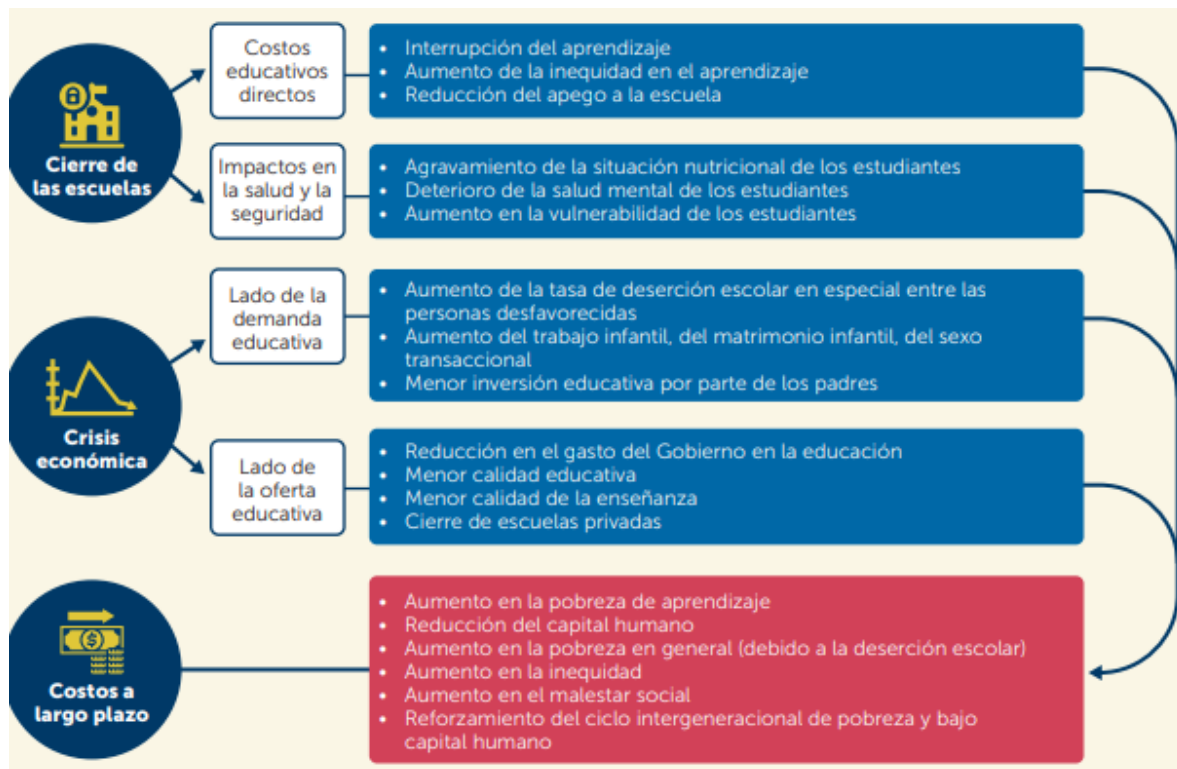 Cierre de
las escuelas
Costos
educativos
directos
• Interrupción del aprendizaje
• Aumento de la inequidad en el aprendizaje
• Reducción del apego a la escuela
Impactos en
la salud y la
seguridad
• Agravamiento de la situación nutricional de los estudiantes
• Deterioro de la salud mental de los estudiantes
• Aumento en la vulnerabilidad de los estudiantes
Crisis
económica
Lado de la
demanda
educativa
• Aumento de la tasa de deserción escolar en especial entre las
personas desfavorecidas
• Aumento del trabajo infantil, del matrimonio infantil, del sexo
transaccional
• Menor inversión educativa por parte de los padres
Lado de
la oferta
educativa
• Reducción en el gasto del Gobierno en la educación
• Menor calidad educativa
• Menor calidad de la enseñanza
• Cierre de escuelas privadas
Costos a
largo plazo
• Aumento en la pobreza de aprendizaje
• Reducción del capital humano
• Aumento en la pobreza en general (debido a la deserción escolar)
• Aumento en la inequidad
• Aumento en el malestar social
• Reforzamiento del ciclo intergeneracional de pobreza y bajo
capital humano